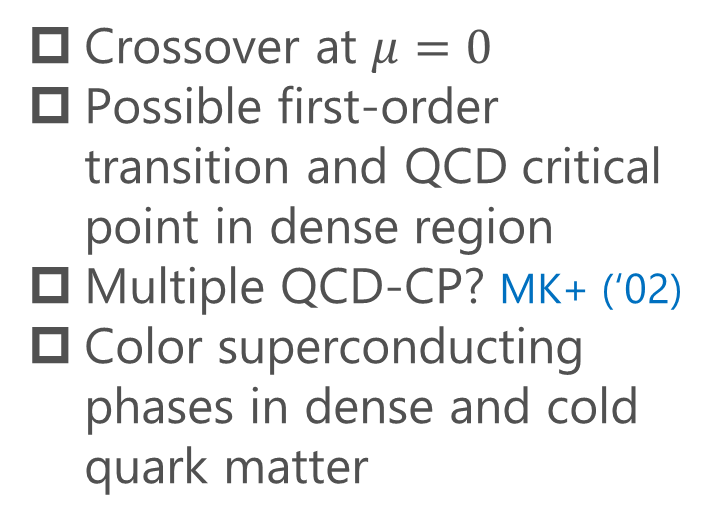 Crossover at μ = 0
Possible first-order
transition and QCD critical
point in dense region
Multiple QCD-CP? MK+ (‘02)
Color superconducting
phases in dense and cold
quark matter